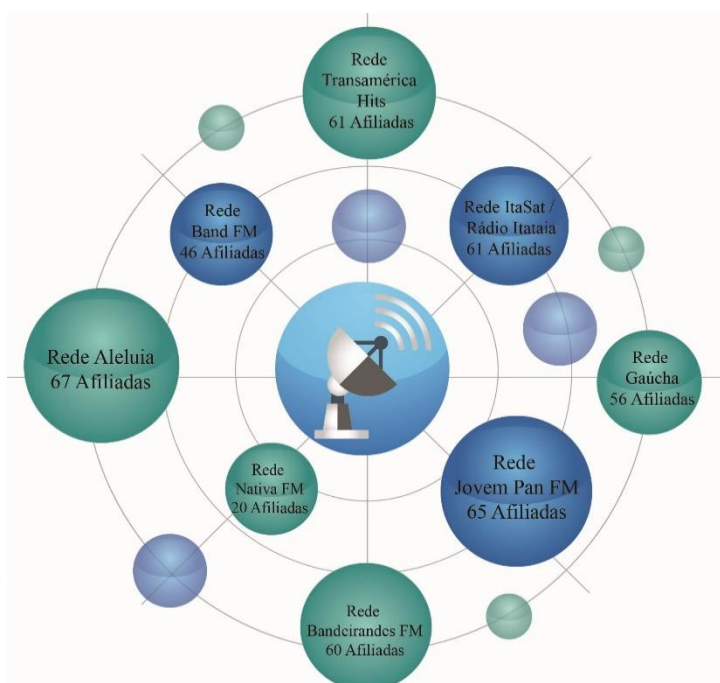 Rede
Transamérica
Hits
61 Afiliadas
Rede
Band FM
46 Afiliadas
Rede ItaSat /
Rádio Itataia
61 Afiliadas
Rede Aleluia
67 Afiliadas
Rede
Gaúcha
56 Afiliadas
Rede
Nativa FM
20 Afiliadas
Rede
Jovem Pan FM
65 Afiliadas
Rede
Bandeirandes FM
60 Afiliadas